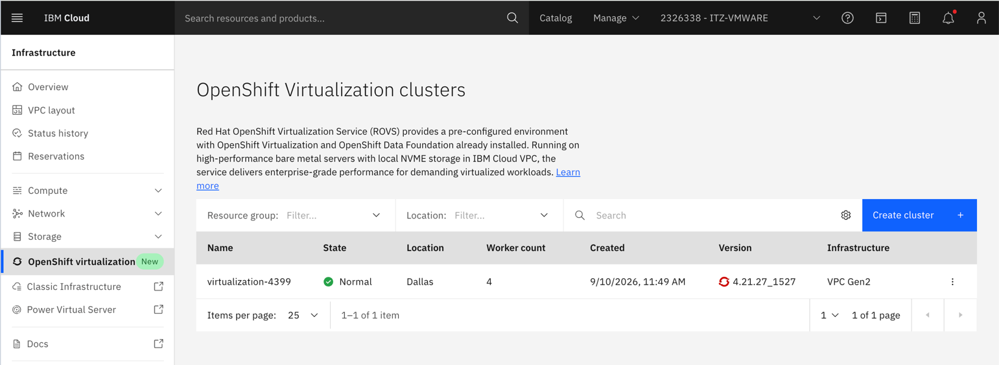 IBM Cloud
Search resources and products...
Catalog
Manage
2326338 - ITZ-VMWARE
Infrastructure
Overview
VPC layout
Status history
Reservations
Compute
Network
Storage
OpenShift virtualization New
Classic Infrastructure
Power Virtual Server
Docs
OpenShift Virtualization clusters
Red Hat OpenShift Virtualization Service (ROVS) provides a pre-configured environment
with OpenShift Virtualization and OpenShift Data Foundation already installed. Running on
high-performance bare metal servers with local NVME storage in IBM Cloud VPC, the
service delivers enterprise-grade performance for demanding virtualized workloads. Learn
more
Resource group: Filter... Location: Filter... Search Create cluster +
Name State Location Worker count Created Version Infrastructure
virtualization-4399 Normal Dallas 4 9/10/2026, 11:49 AM 4.21.27_1527 VPC Gen2
Items per page: 25 1–1 of 1 item 1 1 of 1 page